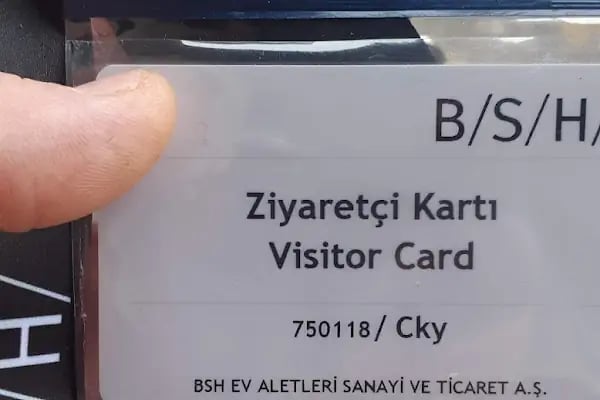 B/S/H/
Ziyaretçi Kartı
Visitor Card
750118/ Cky
BSH EV ALETLERİ SANAYİ VE TİCARET A.Ş.
/H/